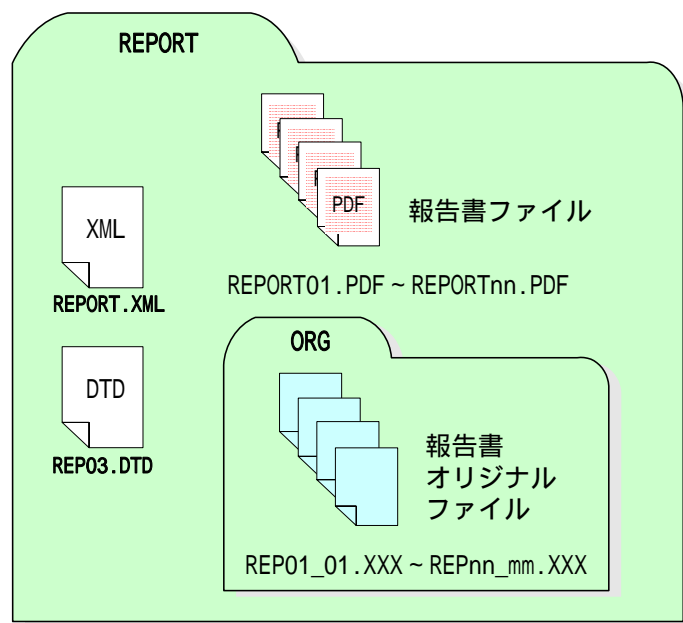 REPORT
PDF
報告書ファイル
REPORT01.PDF～REPORTnn.PDF
XML
REPORT.XML
DTD
REP03.DTD
ORG
報告書
オリジナル
ファイル
REP01_01.XXX～REPnn_mm.XXX